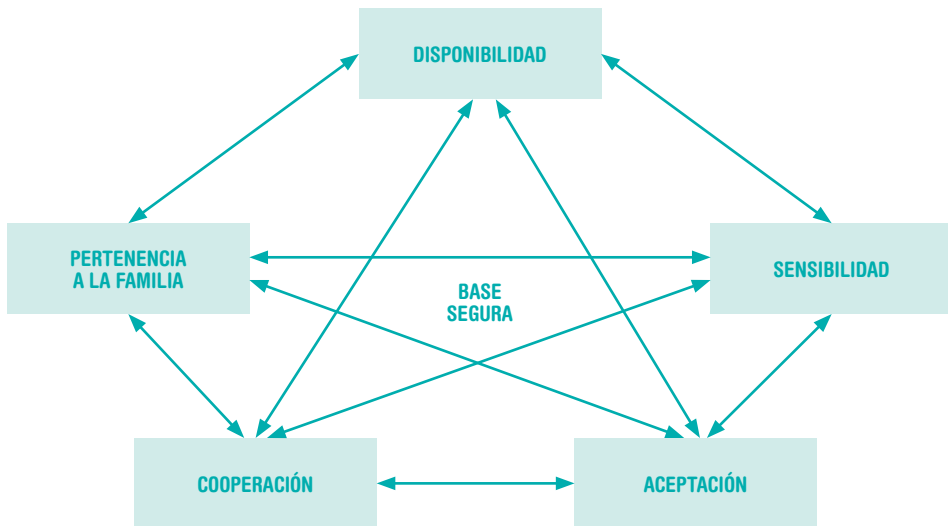 DISPONIBILIDAD
PERTENENCIA
A LA FAMILIA
SENSIBILIDAD
BASE
SEGURA
COOPERACIÓN
ACEPTACIÓN